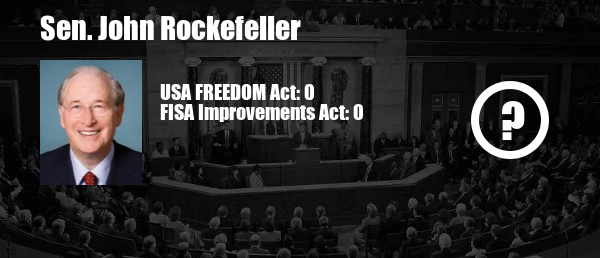 Sen. John Rockefeller
USA FREEDOM Act: 0
FISA Improvements Act: 0
?